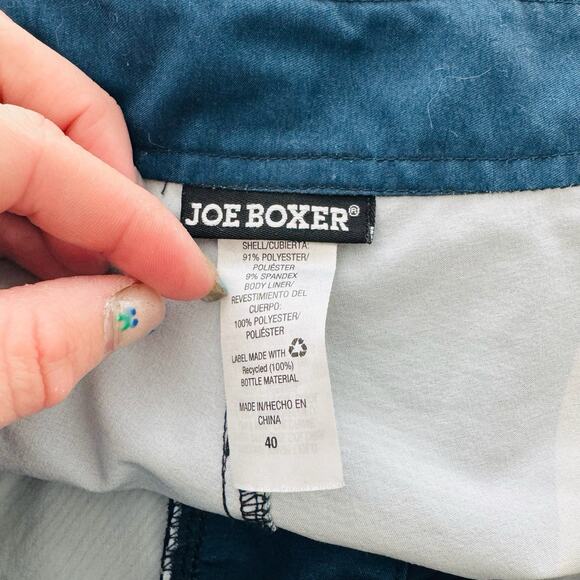 JOE BOXER®
SHELL/CUBIERTA:
91% POLYESTER/
POLIÉSTER
9% SPANDEX
BODY LINER/
REVESTIMIENTO DEL
CUERPO:
100% POLYESTER/
POLIÉSTER
LABEL MADE WITH
Recycled (100%)
BOTTLE MATERIAL
MADE IN/HECHO EN
CHINA
40